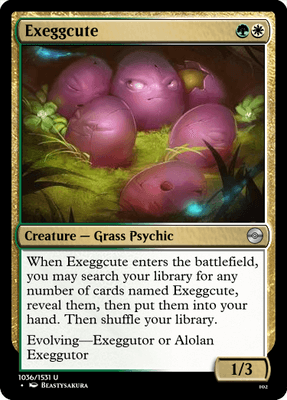 Exeggcute
Creature — Grass Psychic
When Exeggcute enters the battlefield,
you may search your library for any
number of cards named Exeggcute,
reveal them, then put them into your
hand. Then shuffle your library.
Evolving—Exeggutor or Alolan
Exeggutor
1/3
1036/1531 U
BEASTYSAKURA